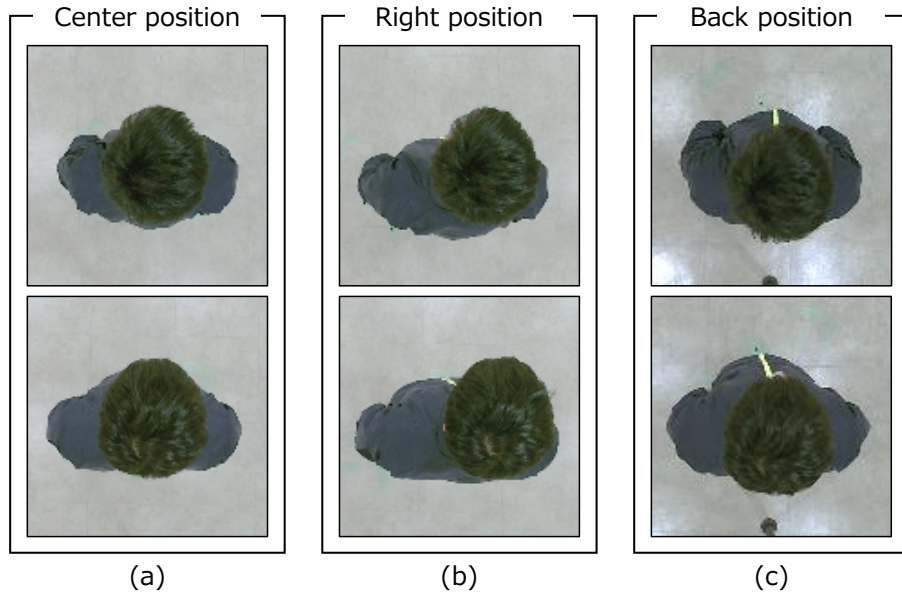 Center position
Right position
Back position
(a)
(b)
(c)